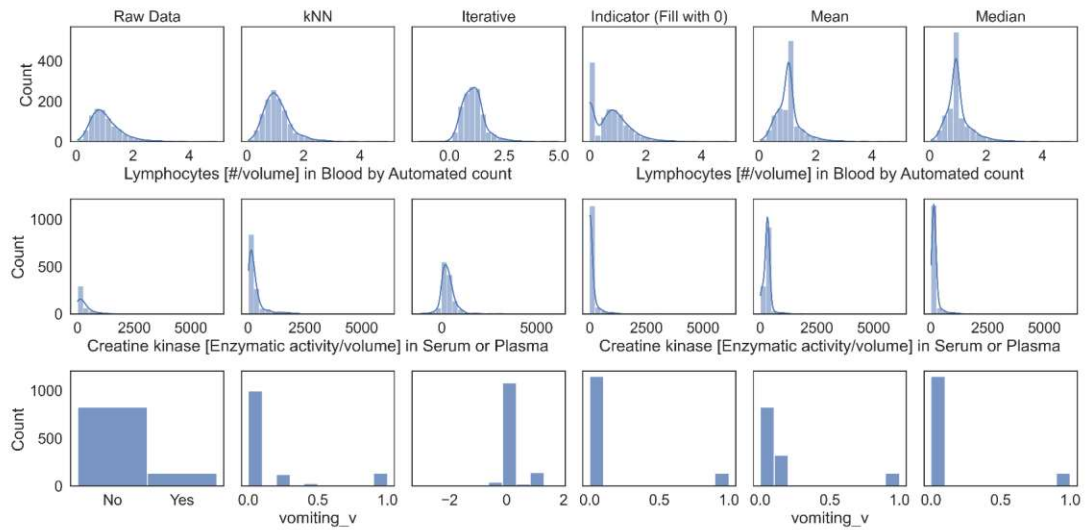 Raw Data kNN Iterative Indicator (Fill with 0) Mean Median
Count
400
200
0
0 2 4 0 2 4 0.0 2.5 5.0 0 2 4 0 2 4 0 2 4
Lymphocytes [#/volume] in Blood by Automated count Lymphocytes [#/volume] in Blood by Automated count
Count
1000
500
0
0 2500 5000 0 2500 5000 0 5000 0 2500 5000 0 2500 5000 0 2500 5000
Creatine kinase [Enzymatic activity/volume] in Serum or Plasma Creatine kinase [Enzymatic activity/volume] in Serum or Plasma
Count
1000
500
0
No Yes 0.0 0.5 1.0 −2 0 2 0.0 0.5 1.0 0.0 0.5 1.0 0.0 0.5 1.0
vomiting_v vomiting_v